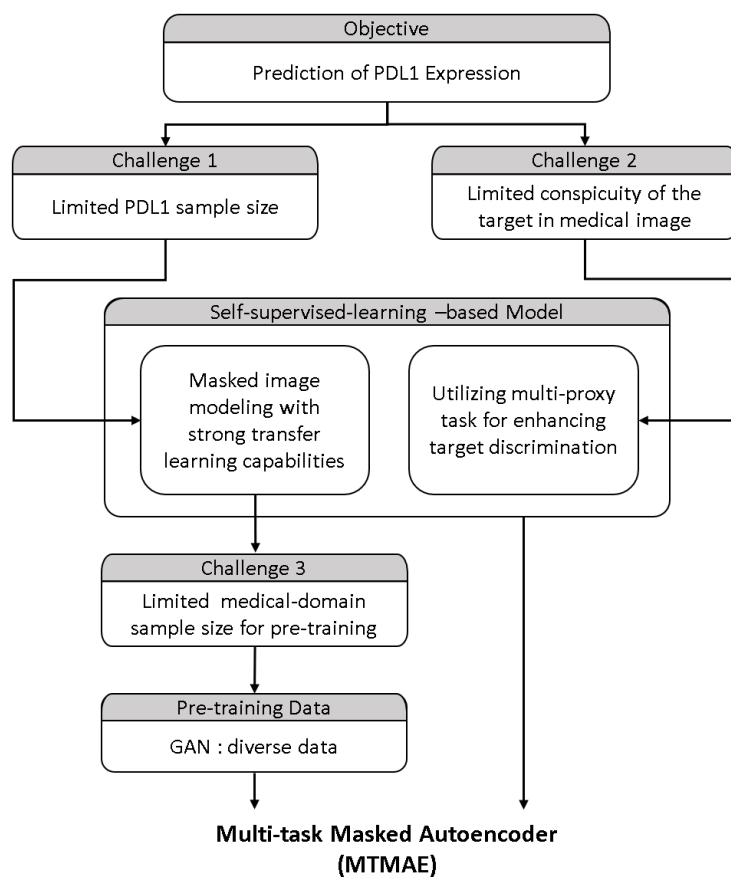 Objective
Prediction of PDL1 Expression
Challenge 1
Limited PDL1 sample size
Challenge 2
Limited conspicuity of the
target in medical image
Self-supervised-learning –based Model
Masked image
modeling with
strong transfer
learning capabilities
Utilizing multi-proxy
task for enhancing
target discrimination
Challenge 3
Limited medical-domain
sample size for pre-training
Pre-training Data
GAN : diverse data
Multi-task Masked Autoencoder
(MTMAE)